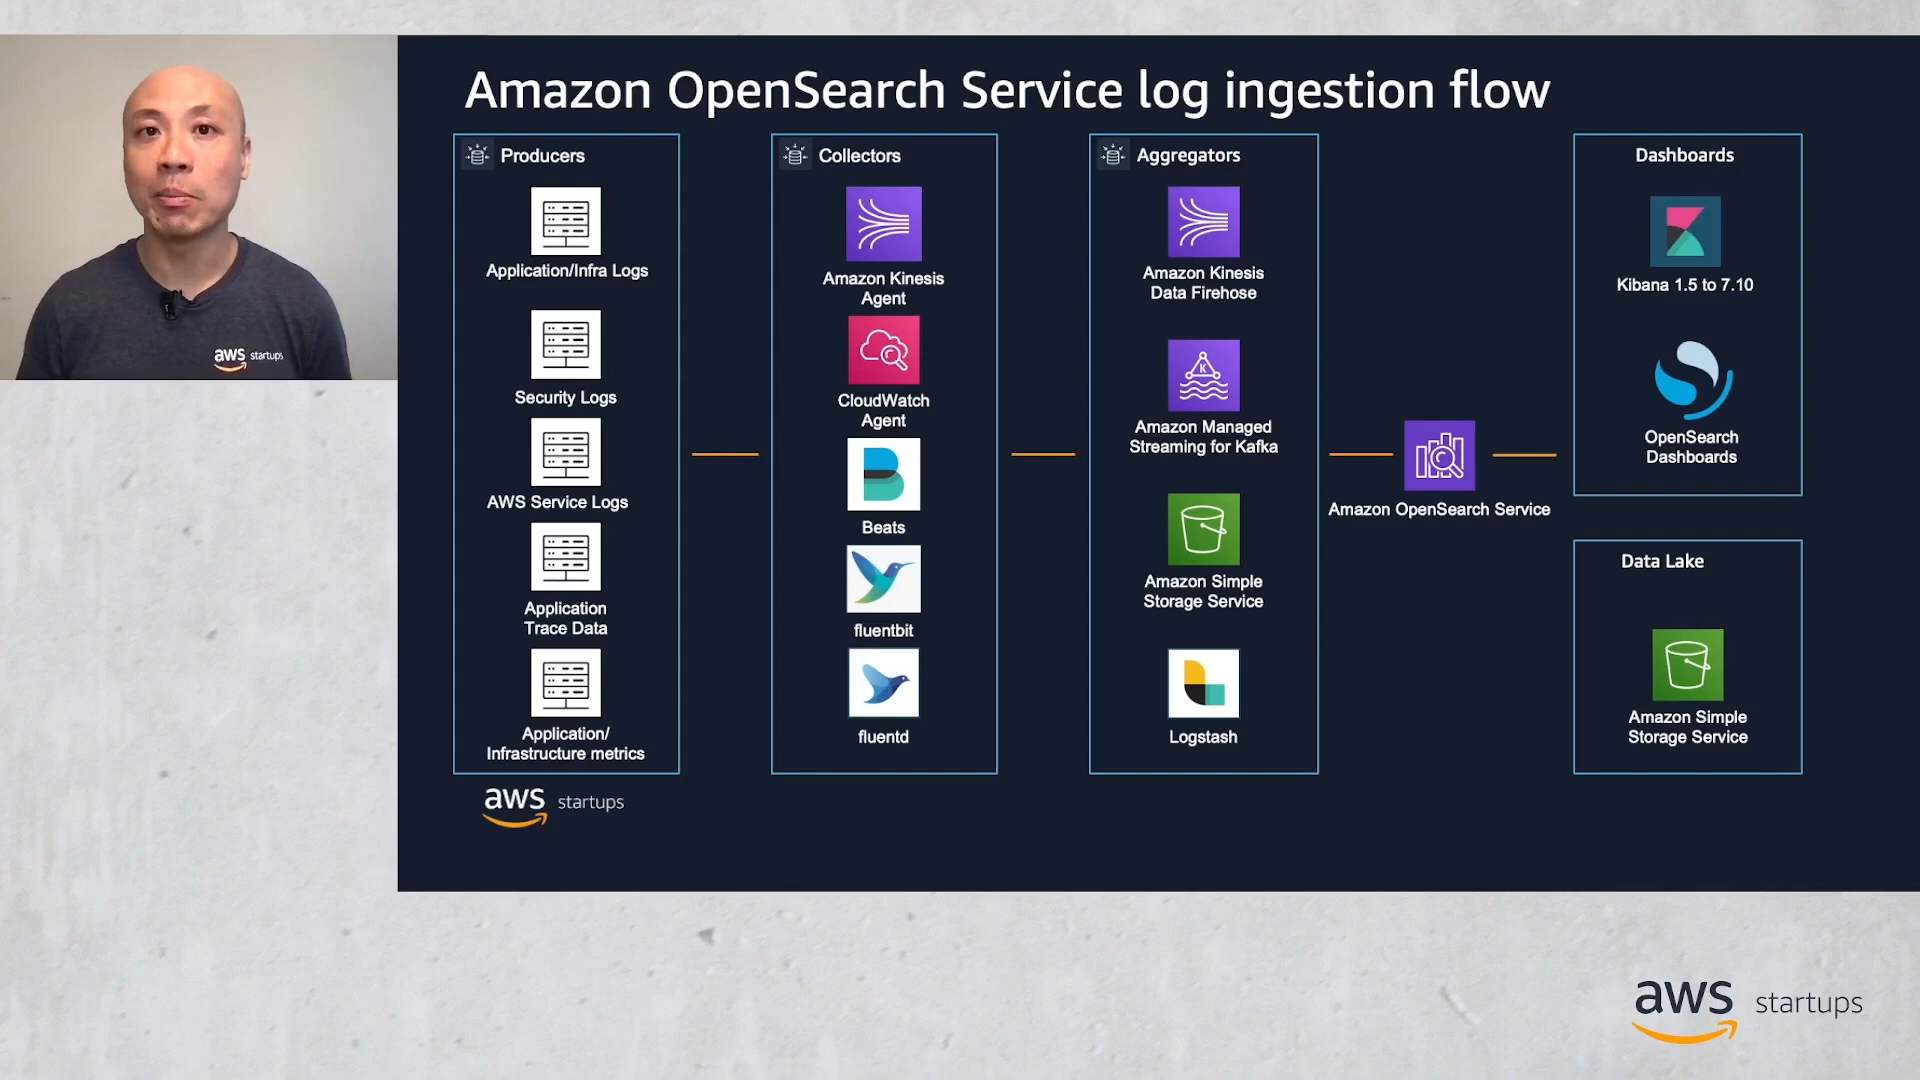 Amazon OpenSearch Service log ingestion flow
Producers
Application/Infra Logs
Security Logs
AWS Service Logs
Application
Trace Data
Application/
Infrastructure metrics
Collectors
Amazon Kinesis
Agent
CloudWatch
Agent
Beats
fluentbit
fluentd
Aggregators
Amazon Kinesis
Data Firehose
K
Amazon Managed
Streaming for Kafka
Amazon Simple
Storage Service
Logstash
Amazon OpenSearch Service
Dashboards
Kibana 1.5 to 7.10
OpenSearch
Dashboards
Data Lake
Amazon Simple
Storage Service
aws startups
aws startups
aws startups